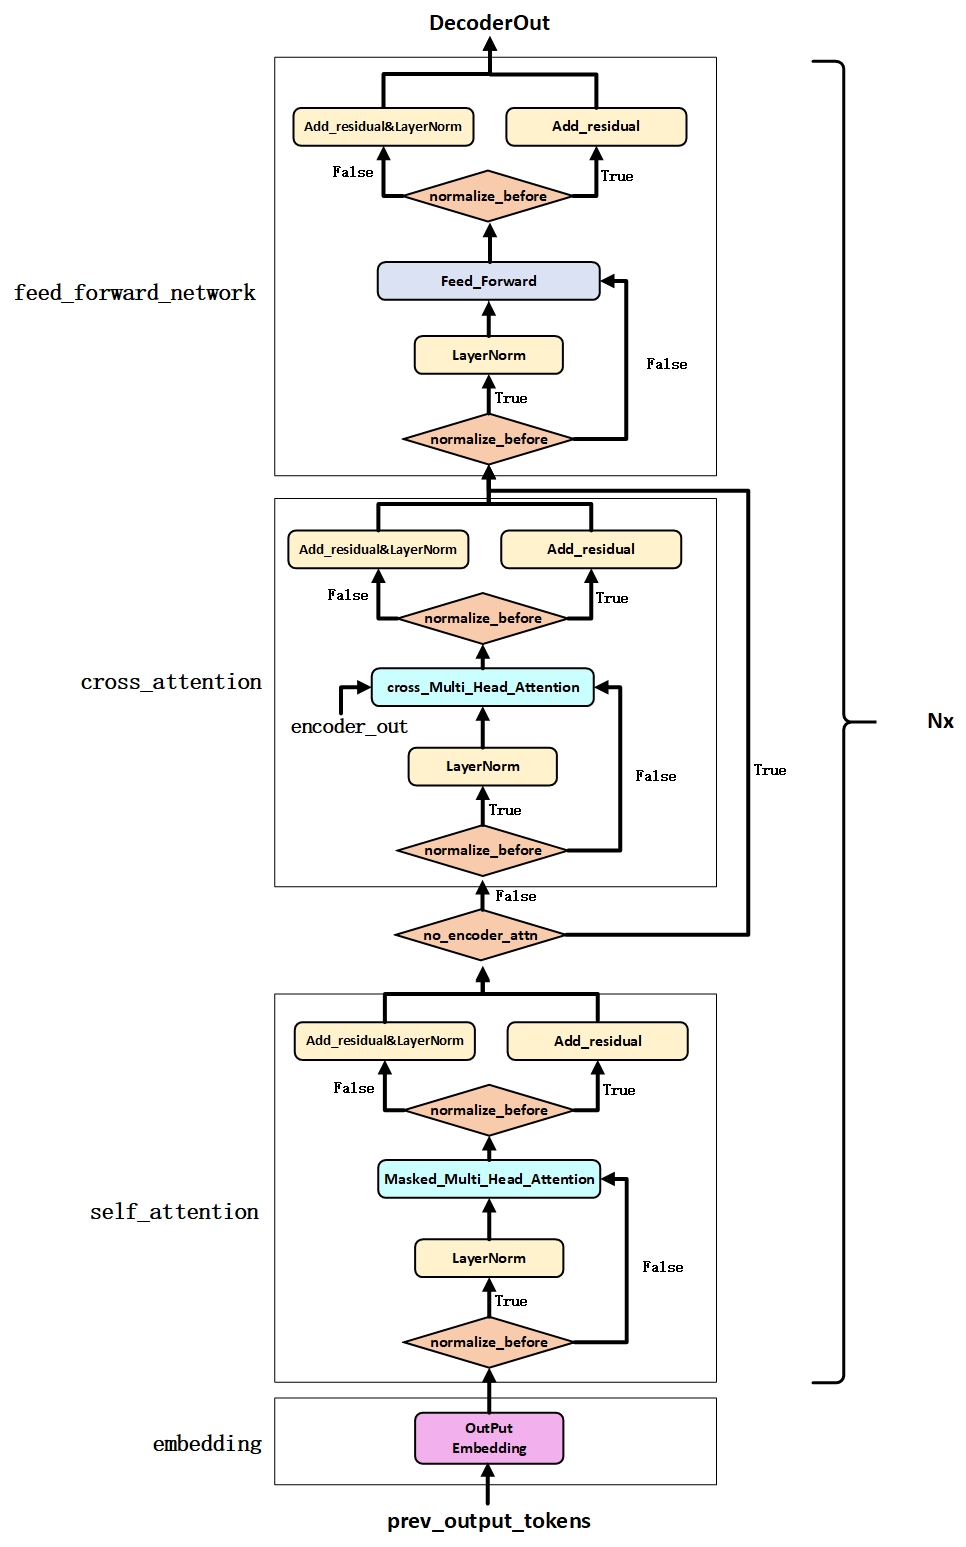 DecoderOut
Add_residual&LayerNorm
Add_residual
False
True
normalize_before
Feed_Forward
feed_forward_network
LayerNorm
False
True
normalize_before
Add_residual&LayerNorm
Add_residual
False
True
normalize_before
cross_attention
cross_Multi_Head_Attention
encoder_out
Nx
LayerNorm
False
True
True
normalize_before
False
no_encoder_attn
Add_residual&LayerNorm
Add_residual
False
True
normalize_before
Masked_Multi_Head_Attention
self_attention
LayerNorm
False
True
normalize_before
embedding
OutPut
Embedding
prev_output_tokens